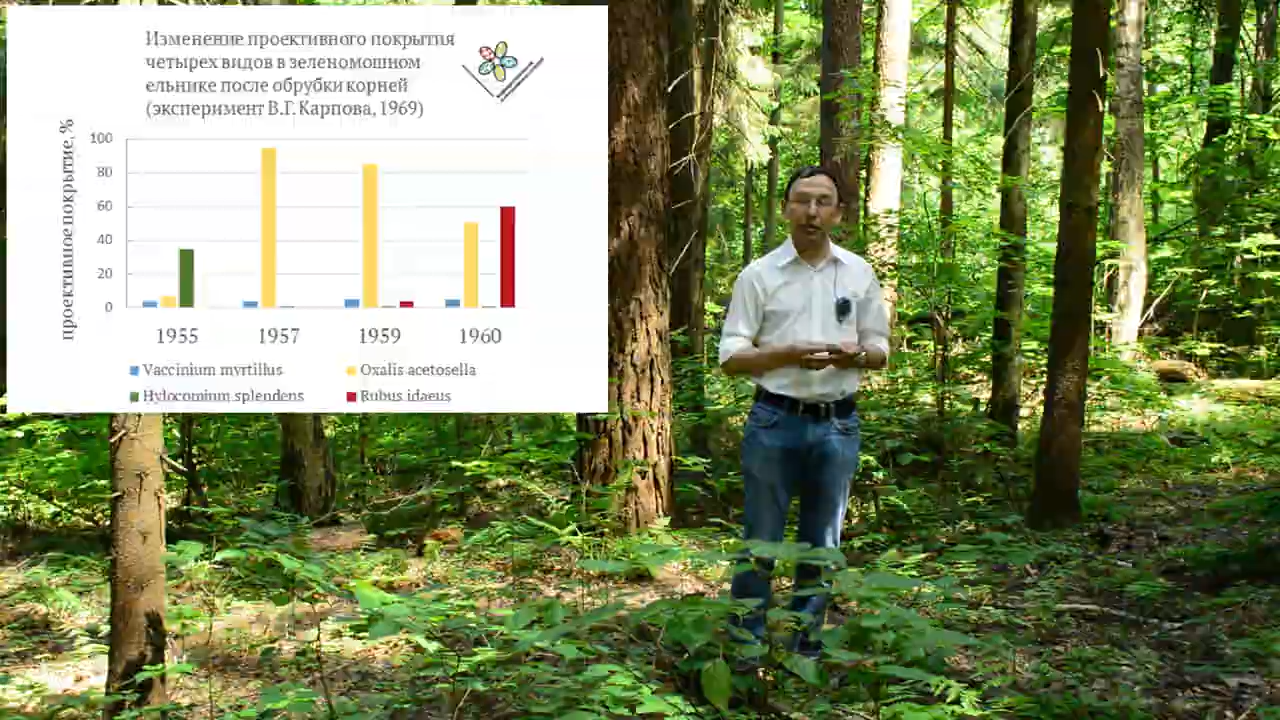 Изменение проективного покрытия
четырех видов в зеленомошном
ельнике после обрубки корней
(эксперимент В.Г. Карпова, 1969)
проективное покрытие, %
100
80
60
40
20
0
1955 1957 1959 1960
Vaccinium myrtillus Oxalis acetosella
Hylocomium splendens Rubus idaeus